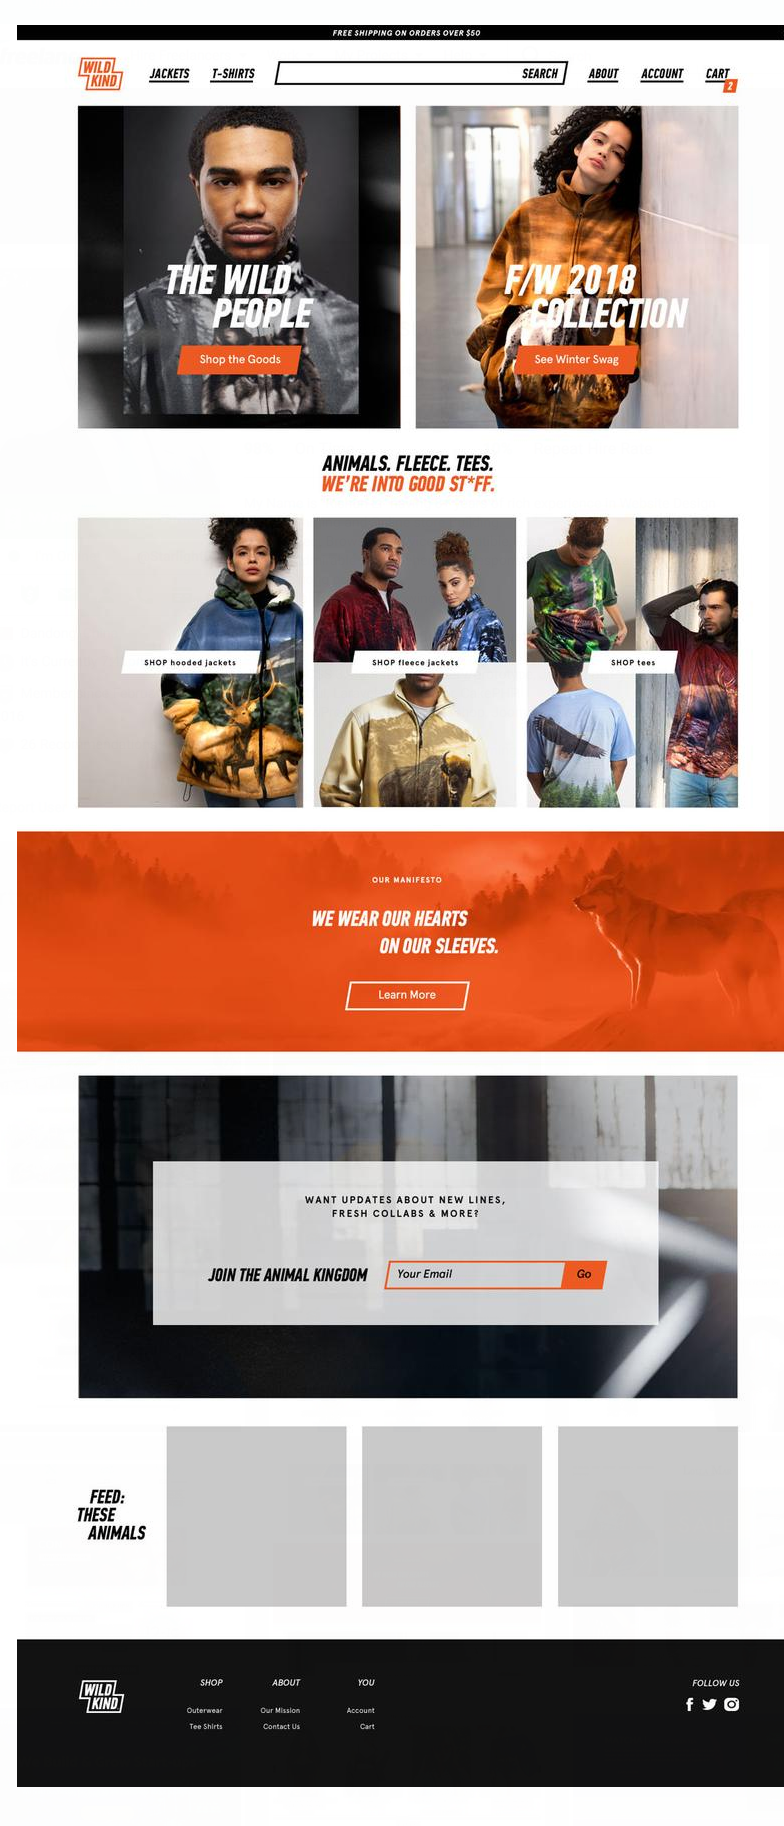 FREE SHIPPING ON ORDERS OVER $50
WILD
KIND
JACKETS
T-SHIRTS
SEARCH
ABOUT
ACCOUNT
CART
2
THE WILD
PEOPLE
Shop the Goods
F/W 2018
COLLECTION
See Winter Swag
ANIMALS. FLEECE. TEES.
WE'RE INTO GOOD ST*FF.
SHOP hooded jackets
SHOP fleece jackets
SHOP tees
OUR MANIFESTO
WE WEAR OUR HEARTS
ON OUR SLEEVES.
Learn More
WANT UPDATES ABOUT NEW LINES,
FRESH COLLABS & MORE?
JOIN THE ANIMAL KINGDOM
Your Email
Go
FEED:
THESE
ANIMALS
WILD
KIND
SHOP
Outerwear
Tee Shirts
ABOUT
Our Mission
Contact Us
YOU
Account
Cart
FOLLOW US